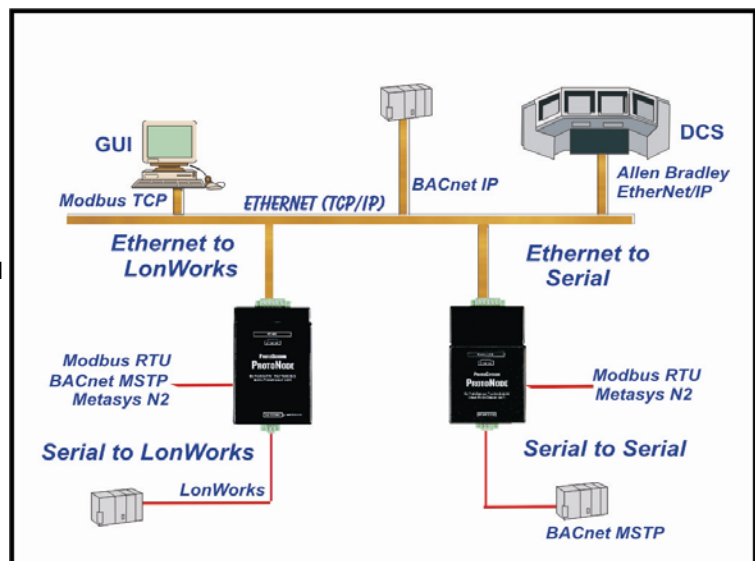 GUI
DCS
Modbus TCP
ETHERNET (TCP/IP)
BACnet IP
Allen Bradley
EtherNet/IP
Ethernet to
LonWorks
Ethernet to
Serial
PROTONODE
PROTONODE
Modbus RTU
BACnet MSTP
Metasys N2
Modbus RTU
Metasys N2
Serial to LonWorks
Serial to Serial
LonWorks
BACnet MSTP